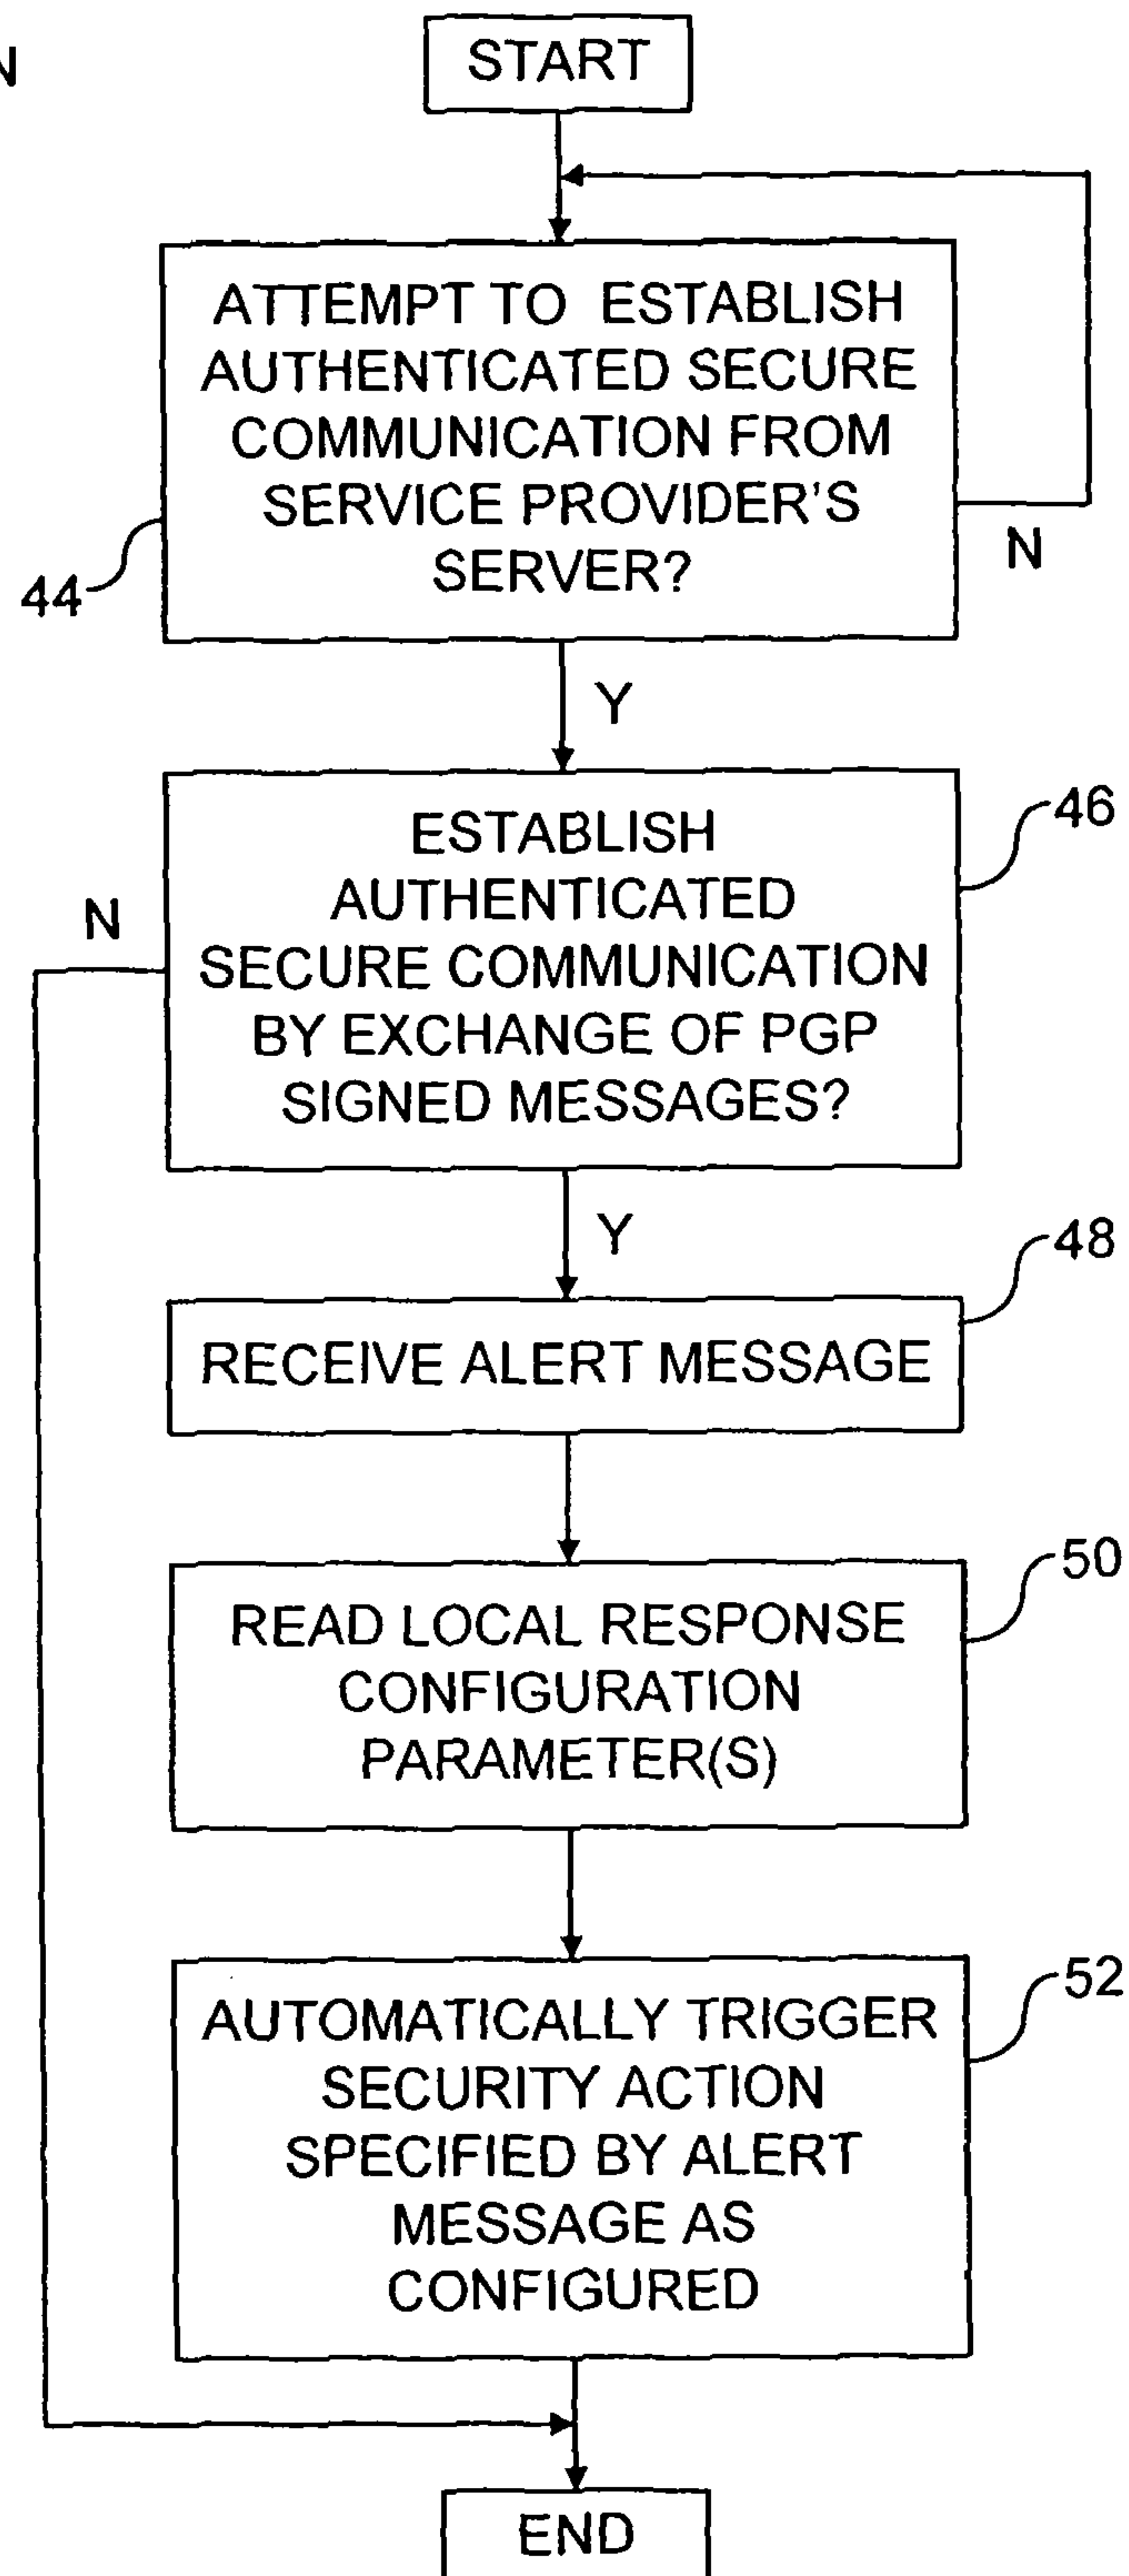 N
START
ATTEMPT TO ESTABLISH
AUTHENTICATED SECURE
COMMUNICATION FROM
SERVICE PROVIDER'S
SERVER?
44
N
Y
ESTABLISH
AUTHENTICATED
SECURE COMMUNICATION
BY EXCHANGE OF PGP
SIGNED MESSAGES?
46
N
Y
RECEIVE ALERT MESSAGE
48
READ LOCAL RESPONSE
CONFIGURATION
PARAMETER(S)
50
AUTOMATICALLY TRIGGER
SECURITY ACTION
SPECIFIED BY ALERT
MESSAGE AS
CONFIGURED
52
END